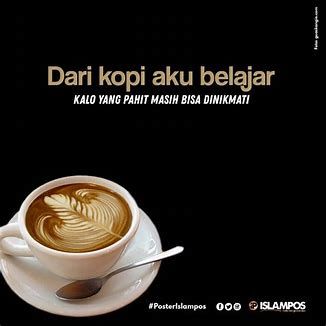 Dari kopi aku belajar
KALO YANG PAHIT MASIH BISA DINIKMATI
#PosterIslampos
ISLAMPOS